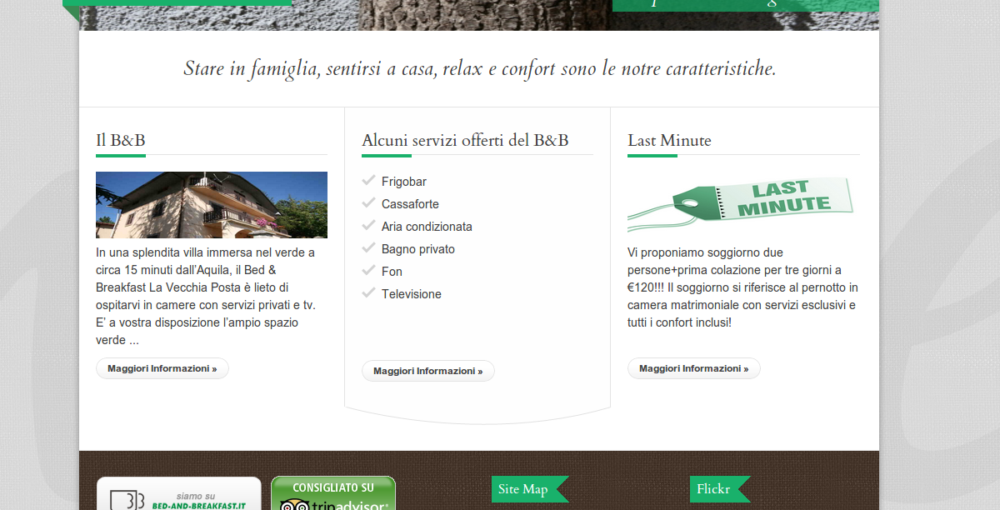 Stare in famiglia, sentirsi a casa, relax e confort sono le notre caratteristiche.
Il B&B
In una splendita villa immersa nel verde a
circa 15 minuti dall'Aquila, il Bed &
Breakfast La Vecchia Posta è lieto di
ospitarvi in camere con servizi privati e tv.
E' a vostra disposizione l'ampio spazio
verde ...
Maggiori Informazioni »
Alcuni servizi offerti del B&B
Frigobar
Cassaforte
Aria condizionata
Bagno privato
Fon
Televisione
Maggiori Informazioni »
Last Minute
LAST
MINUTE
Vi proponiamo soggiorno due
persone+prima colazione per tre giorni a
€120!!! Il soggiorno si riferisce al pernotto in
camera matrimoniale con servizi esclusivi e
tutti i confort inclusi!
Maggiori Informazioni »
siamo su
BED-AND-BREAKFAST.IT
CONSIGLIATO SU
tripadvisor®
Site Map
Flickr